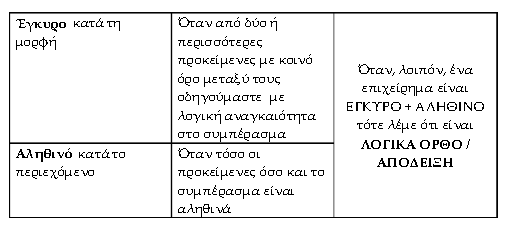 Έγκυρο κατά τη
μορφή
Όταν από δύο ή
περισσότερες
προκείμενες με κοινό
όρο μεταξύ τους
οδηγούμαστε με
λογική αναγκαιότητα
στο συμπέρασμα
Αληθινό κατά το
περιεχόμενο
Όταν τόσο οι
προκείμενες όσο και το
συμπέρασμα είναι
αληθινά
Όταν, λοιπόν, ένα
επιχείρημα είναι
ΕΓΚΥΡΟ + ΑΛΗΘΙΝΟ
τότε λέμε ότι είναι
ΛΟΓΙΚΑ ΟΡΘΟ /
ΑΠΟΔΕΙΞΗ